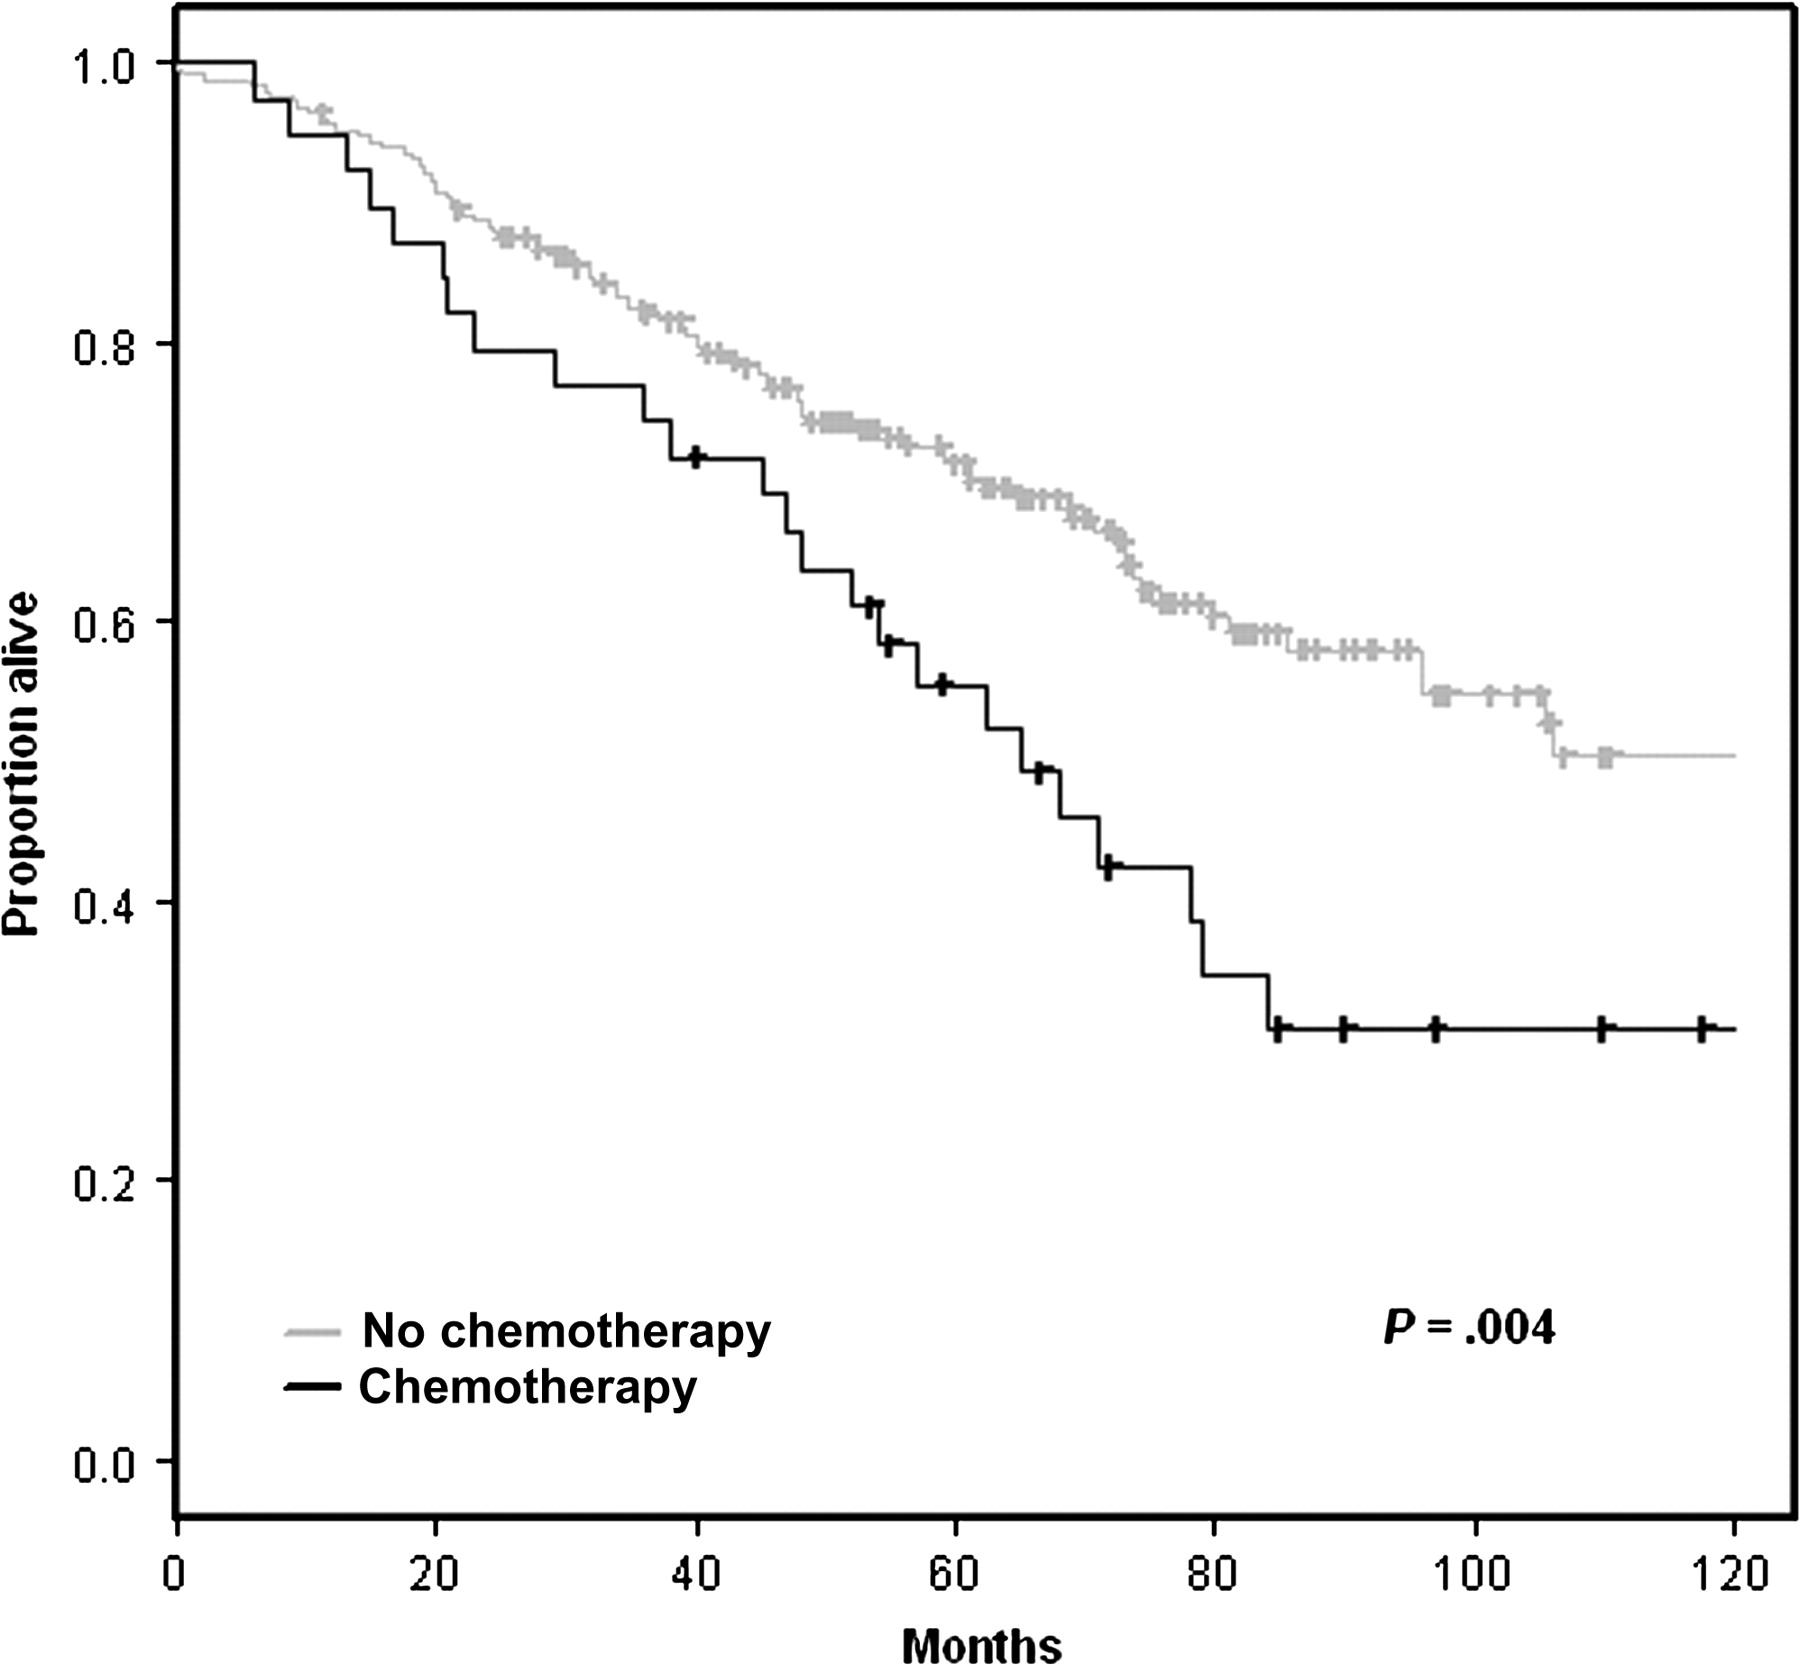 1.0
0.8
0.6
0.4
0.2
0.0
Proportion alive
No chemotherapy
Chemotherapy
P = .004
0 20 40 60 80 100 120
Months